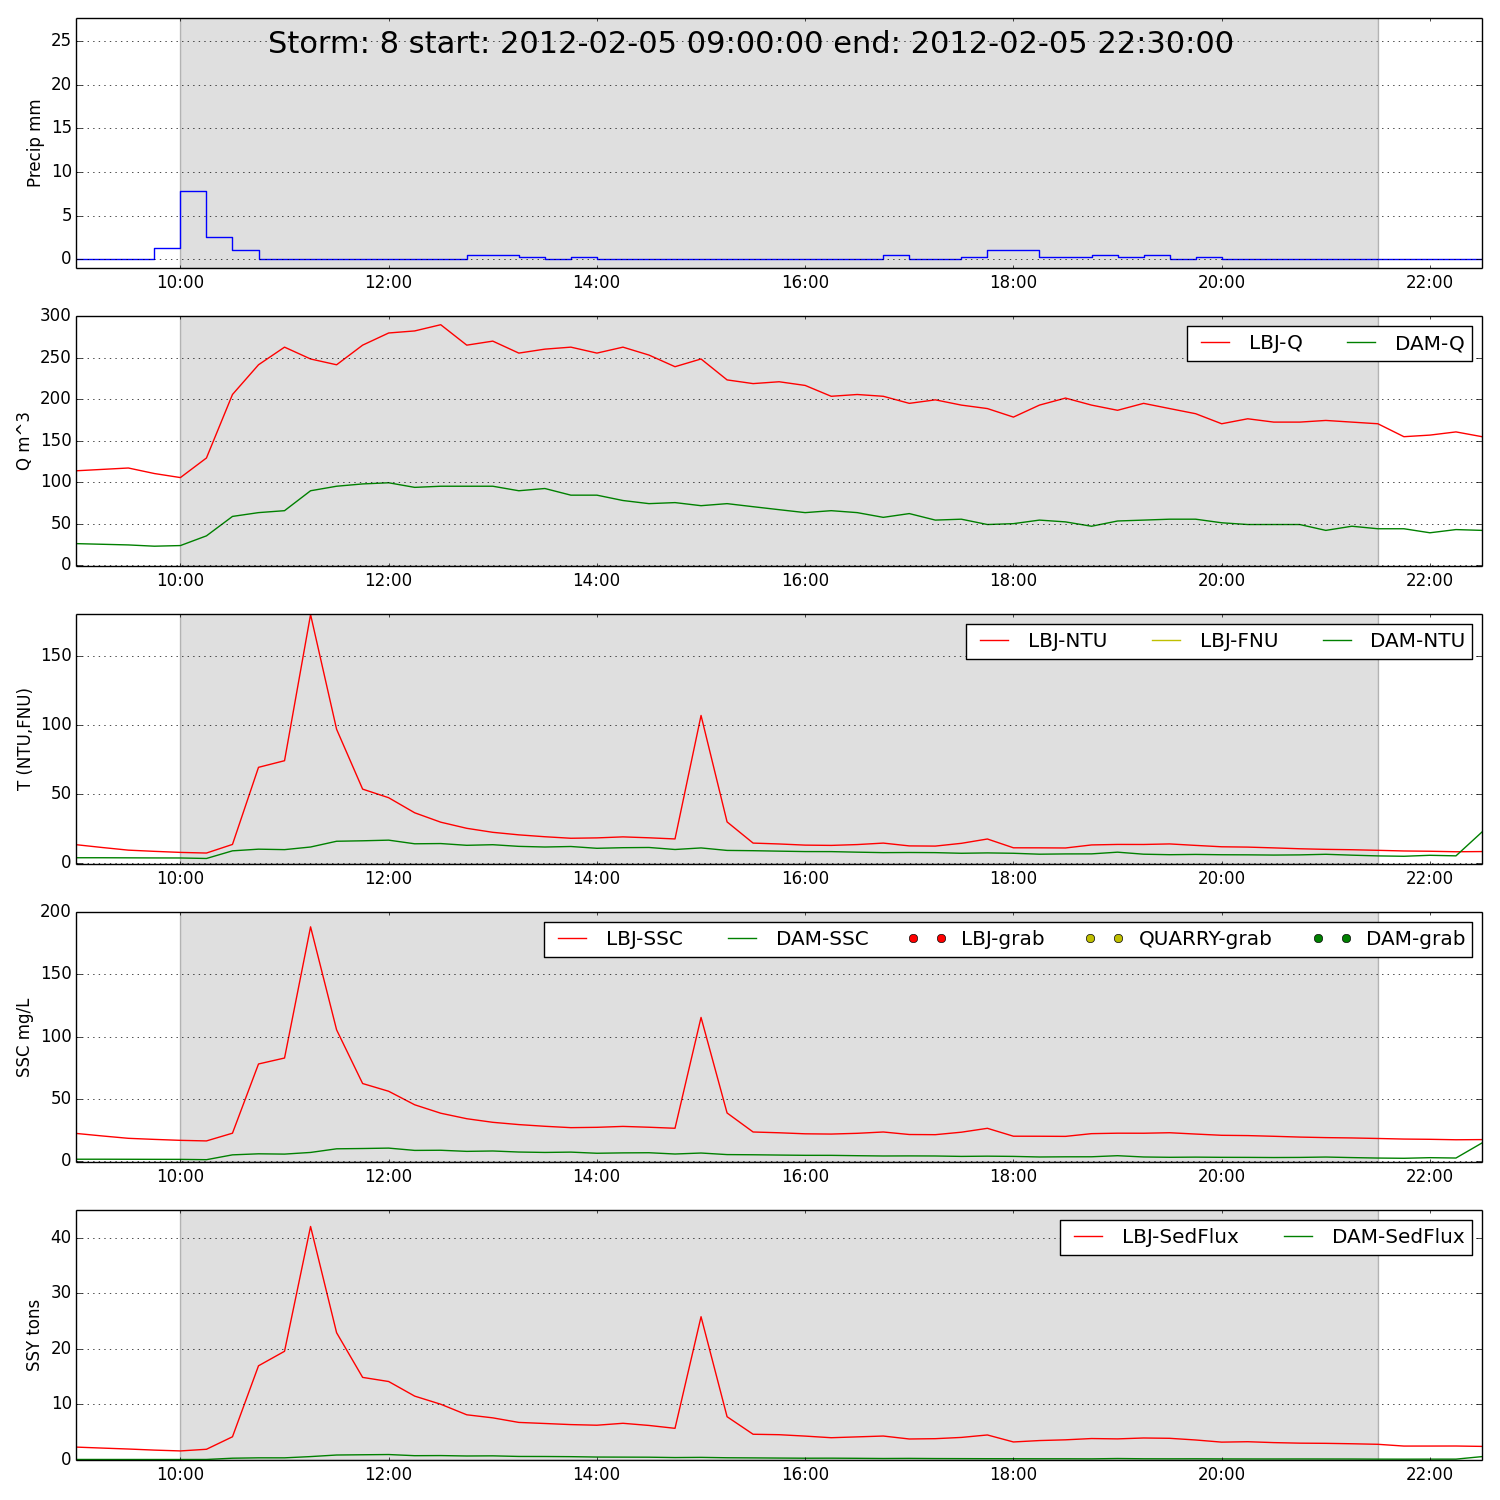 Storm: 8 start: 2012-02-05 09:00:00 end: 2012-02-05 22:30:00
Precip mm
25
20
15
10
5
0
10:00 12:00 14:00 16:00 18:00 20:00 22:00
LBJ-Q DAM-Q
Q m^3
300
250
200
150
100
50
0
10:00 12:00 14:00 16:00 18:00 20:00 22:00
LBJ-NTU LBJ-FNU DAM-NTU
T (NTU,FNU)
150
100
50
0
10:00 12:00 14:00 16:00 18:00 20:00 22:00
LBJ-SSC DAM-SSC LBJ-grab QUARRY-grab DAM-grab
SSC mg/L
200
150
100
50
0
10:00 12:00 14:00 16:00 18:00 20:00 22:00
LBJ-SedFlux DAM-SedFlux
SSY tons
40
30
20
10
0
10:00 12:00 14:00 16:00 18:00 20:00 22:00